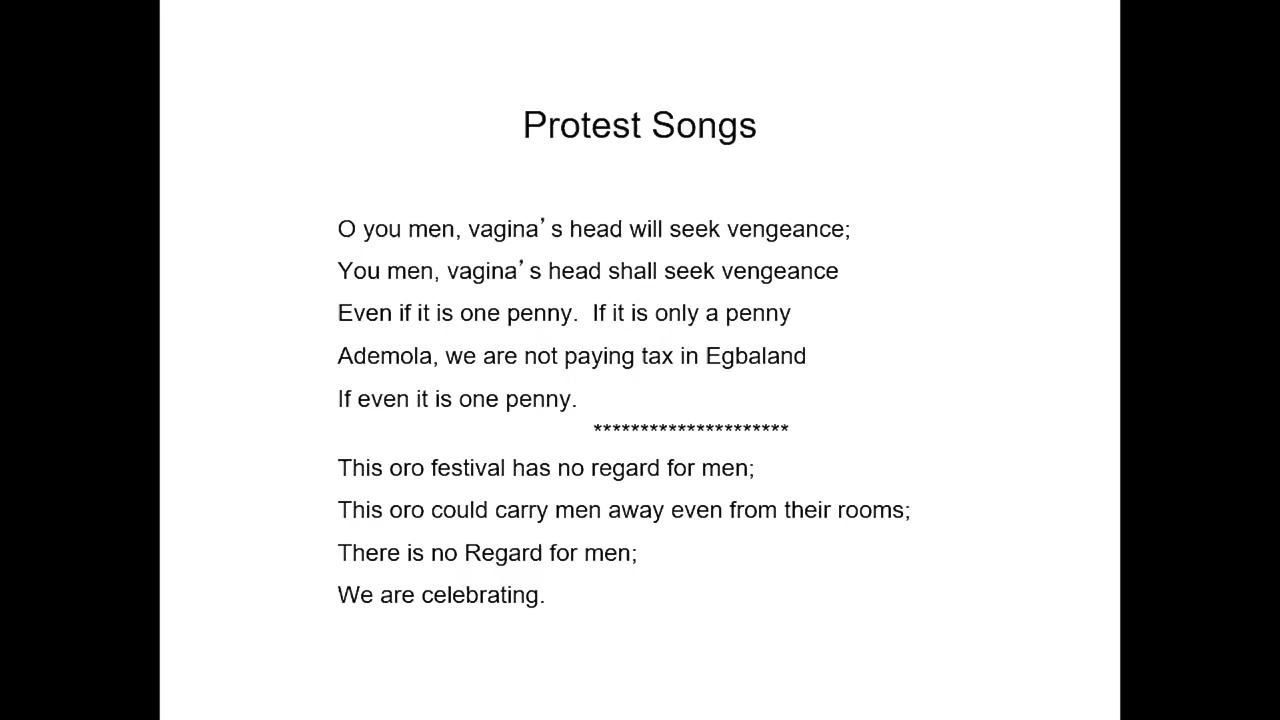 Protest Songs
O you men, vagina’s head will seek vengeance;
You men, vagina’s head shall seek vengeance
Even if it is one penny.  If it is only a penny
Ademola, we are not paying tax in Egbaland
If even it is one penny.
*********************
This oro festival has no regard for men;
This oro could carry men away even from their rooms;
There is no Regard for men;
We are celebrating.